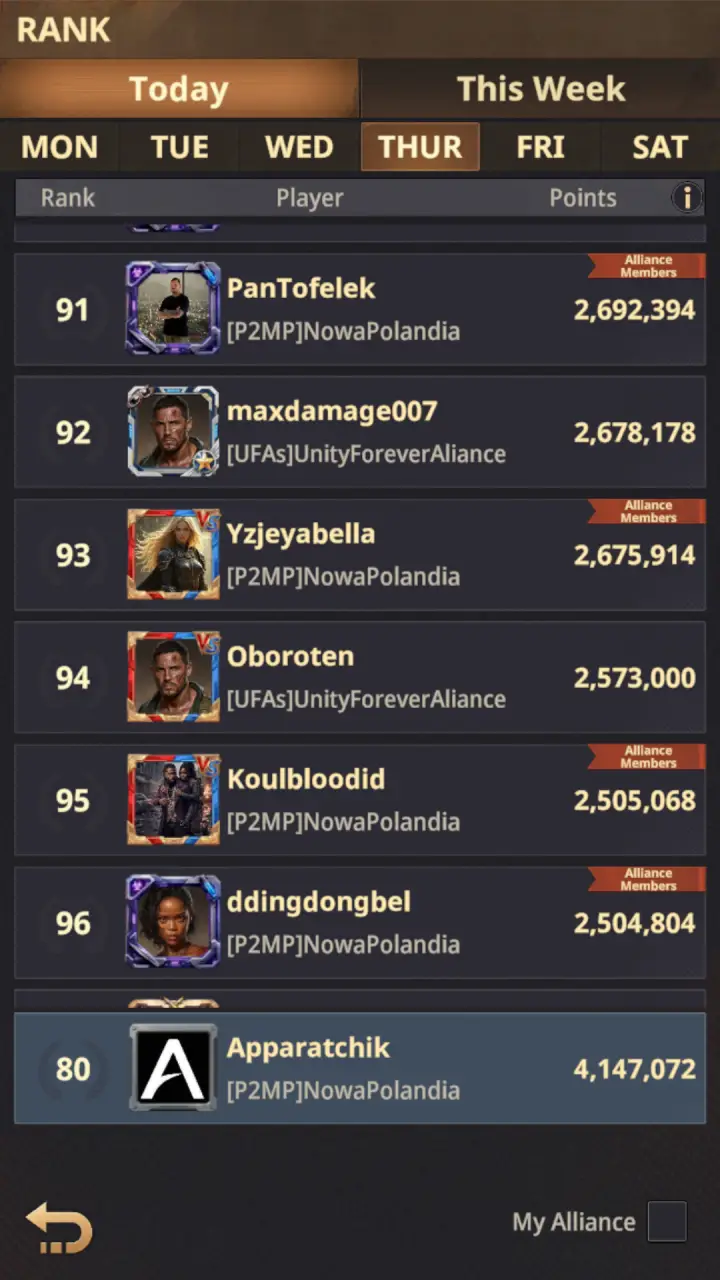 RANK
Today
This Week
MON
TUE
WED
THUR
FRI
SAT
Rank
Player
Points
i
Alliance
Members
91
PanTofelek
[P2MP]NowaPolandia
2,692,394
92
maxdamage007
[UFAs]UnityForeverAliance
2,678,178
Alliance
Members
93
VS
Yzjeyabella
[P2MP]NowaPolandia
2,675,914
94
VS
Oboroten
[UFAs]UnityForeverAliance
2,573,000
Alliance
Members
95
VS
Koulbloodid
[P2MP]NowaPolandia
2,505,068
Alliance
Members
96
ddingdongbel
[P2MP]NowaPolandia
2,504,804
80
A
Apparatchik
[P2MP]NowaPolandia
4,147,072
My Alliance